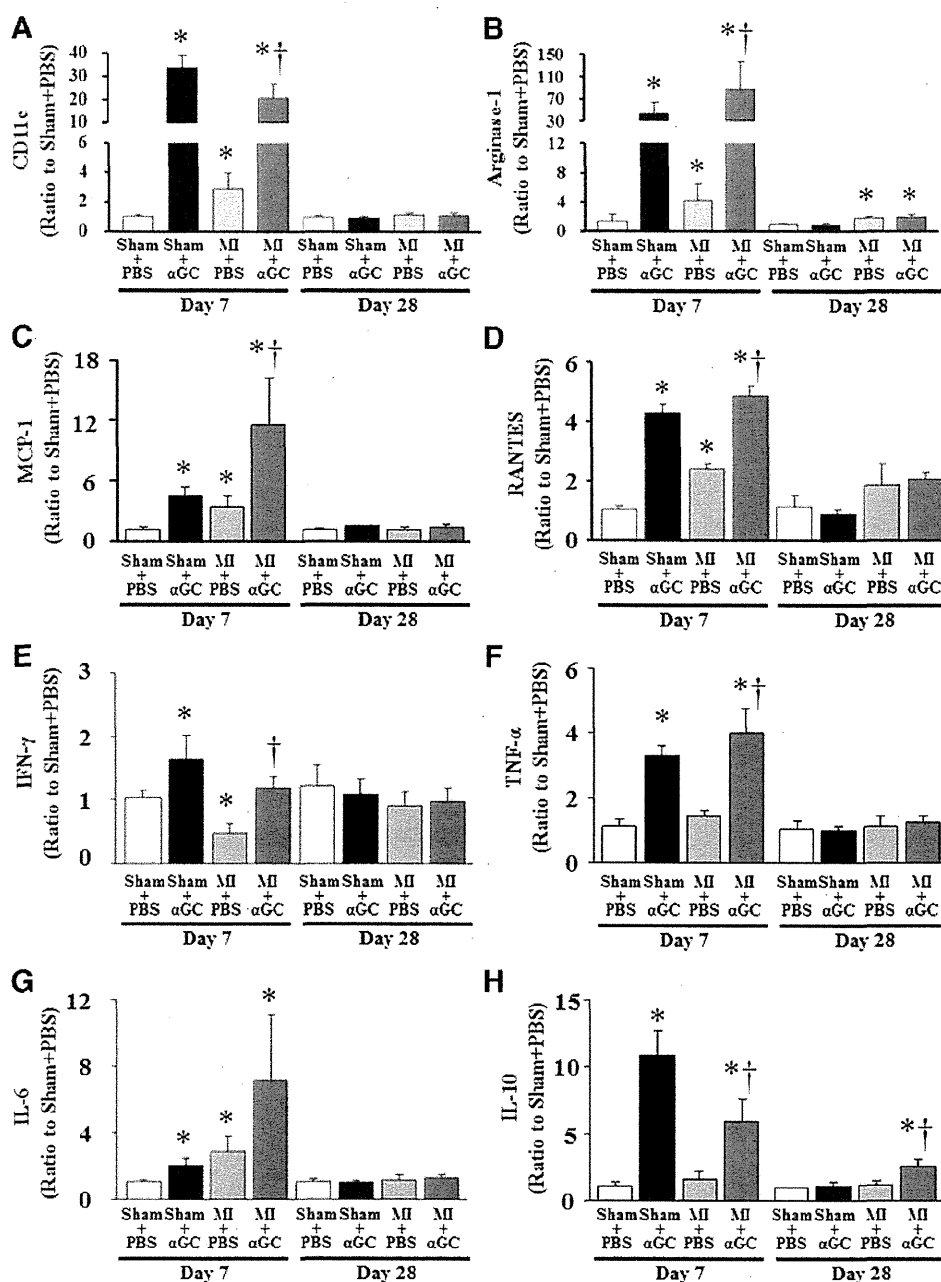 A
CD11c
(Ratio to Sham+PBS)
40
30
20
10
6
4
2
0
* * *†
Sham + PBS
Sham + αGC
MI + PBS
MI + αGC
Sham + PBS
Sham + αGC
MI + PBS
MI + αGC
Day 7
Day 28
B
Arginase-1
(Ratio to Sham+PBS)
150
110
70
30
6
4
2
0
* * *† * *
Sham + PBS
Sham + αGC
MI + PBS
MI + αGC
Sham + PBS
Sham + αGC
MI + PBS
MI + αGC
Day 7
Day 28
C
MCP-1
(Ratio to Sham+PBS)
18
12
6
0
* * *†
Sham + PBS
Sham + αGC
MI + PBS
MI + αGC
Sham + PBS
Sham + αGC
MI + PBS
MI + αGC
Day 7
Day 28
D
RANTES
(Ratio to Sham+PBS)
6
4
2
0
* * *†
Sham + PBS
Sham + αGC
MI + PBS
MI + αGC
Sham + PBS
Sham + αGC
MI + PBS
MI + αGC
Day 7
Day 28
E
IFN-γ
(Ratio to Sham+PBS)
3
2
1
0
* * †
Sham + PBS
Sham + αGC
MI + PBS
MI + αGC
Sham + PBS
Sham + αGC
MI + PBS
MI + αGC
Day 7
Day 28
F
TNF-α
(Ratio to Sham+PBS)
6
4
2
0
* *†
Sham + PBS
Sham + αGC
MI + PBS
MI + αGC
Sham + PBS
Sham + αGC
MI + PBS
MI + αGC
Day 7
Day 28
G
IL-6
(Ratio to Sham+PBS)
12
8
4
0
* * *
Sham + PBS
Sham + αGC
MI + PBS
MI + αGC
Sham + PBS
Sham + αGC
MI + PBS
MI + αGC
Day 7
Day 28
H
IL-10
(Ratio to Sham+PBS)
15
10
5
0
* *† *†
Sham + PBS
Sham + αGC
MI + PBS
MI + αGC
Sham + PBS
Sham + αGC
MI + PBS
MI + αGC
Day 7
Day 28